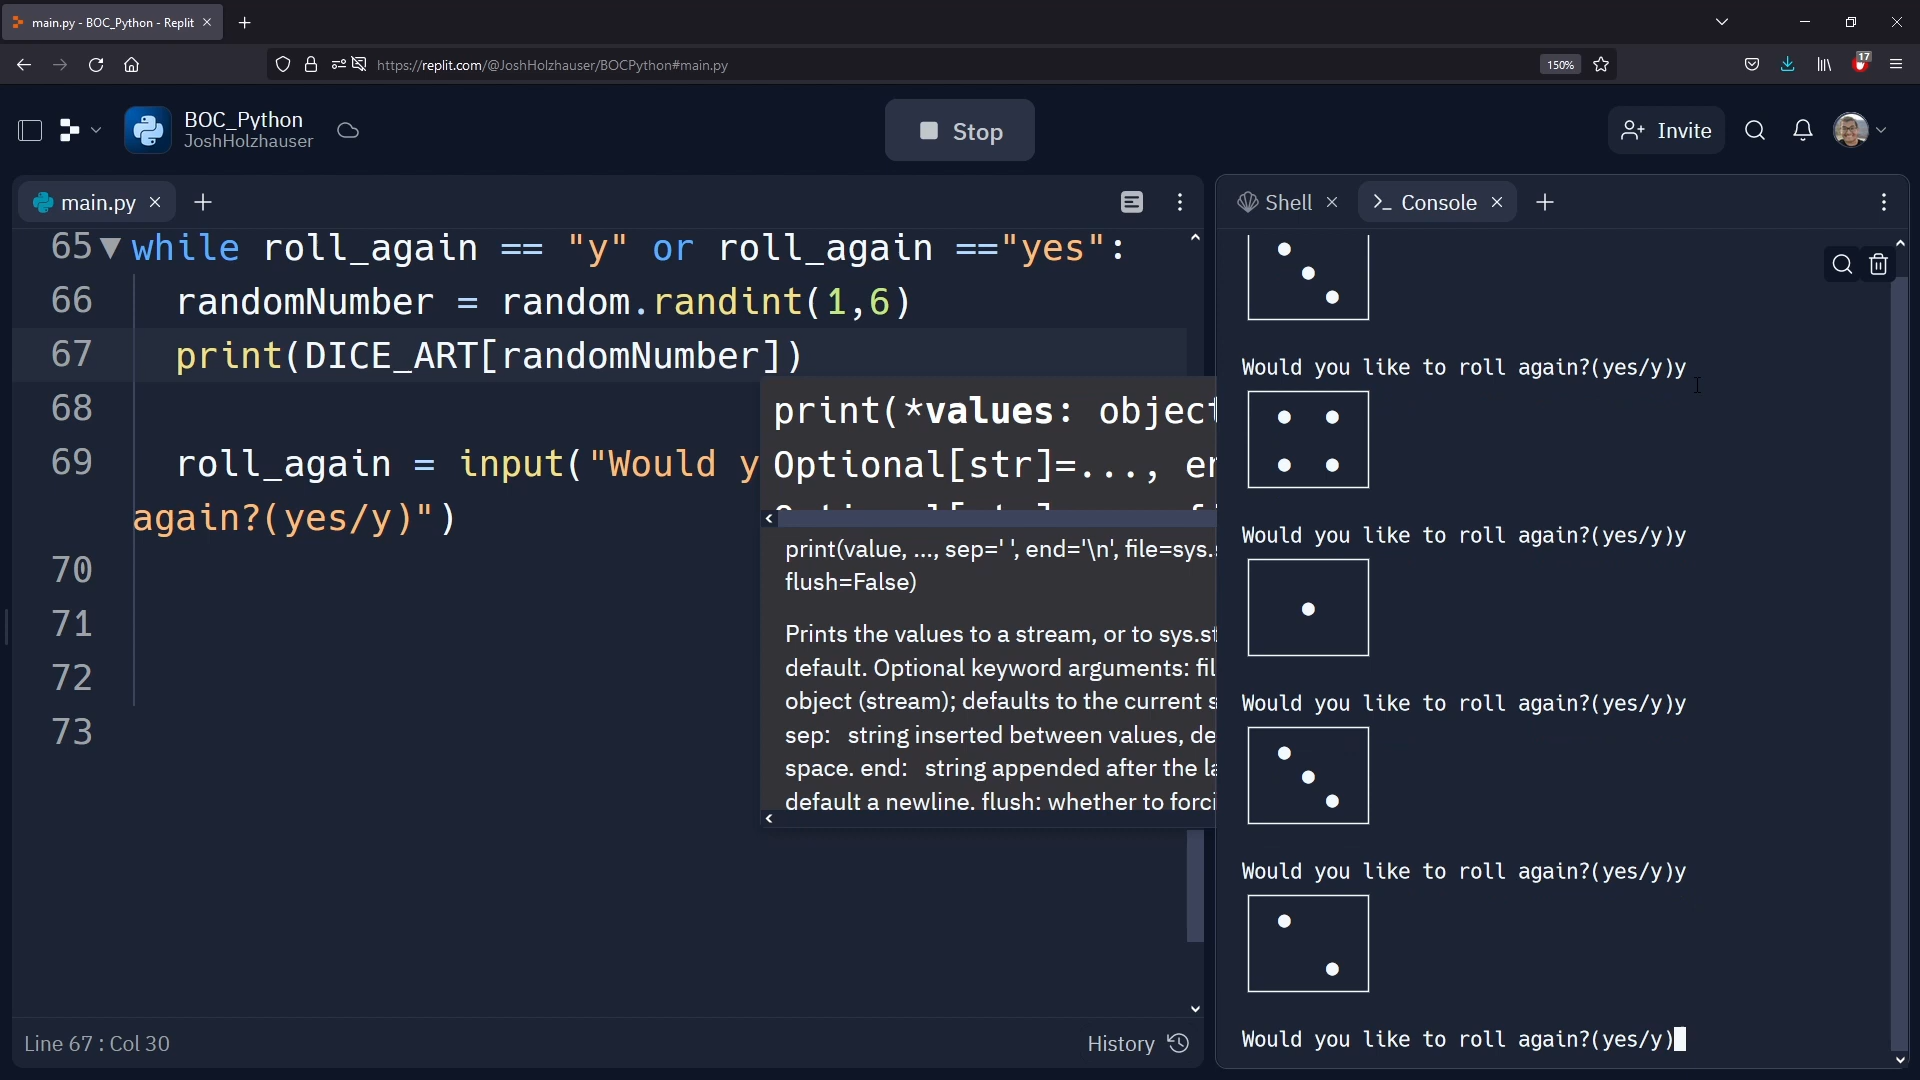 main.py - BOC_Python - Replit
https://replit.com/@JoshHolzhauser/BOCPython#main.py
150%
17
BOC_Python
JoshHolzhauser
Stop
Invite
main.py
65 while roll_again == "y" or roll_again =="yes":
66 randomNumber = random.randint(1,6)
67 print(DICE_ART[randomNumber])
68
69 roll_again = input("Would y
again?(yes/y)")
70
71
72
73
print(*values: object
Optional[str]=..., en
print(value, ..., sep=' ', end='\n', file=sys.s
flush=False)
Prints the values to a stream, or to sys.st
default. Optional keyword arguments: fil
object (stream); defaults to the current s
sep: string inserted between values, de
space. end: string appended after the la
default a newline. flush: whether to forci
Line 67 : Col 30
History
Shell
Console
Would you like to roll again?(yes/y)y
Would you like to roll again?(yes/y)y
Would you like to roll again?(yes/y)y
Would you like to roll again?(yes/y)y
Would you like to roll again?(yes/y)